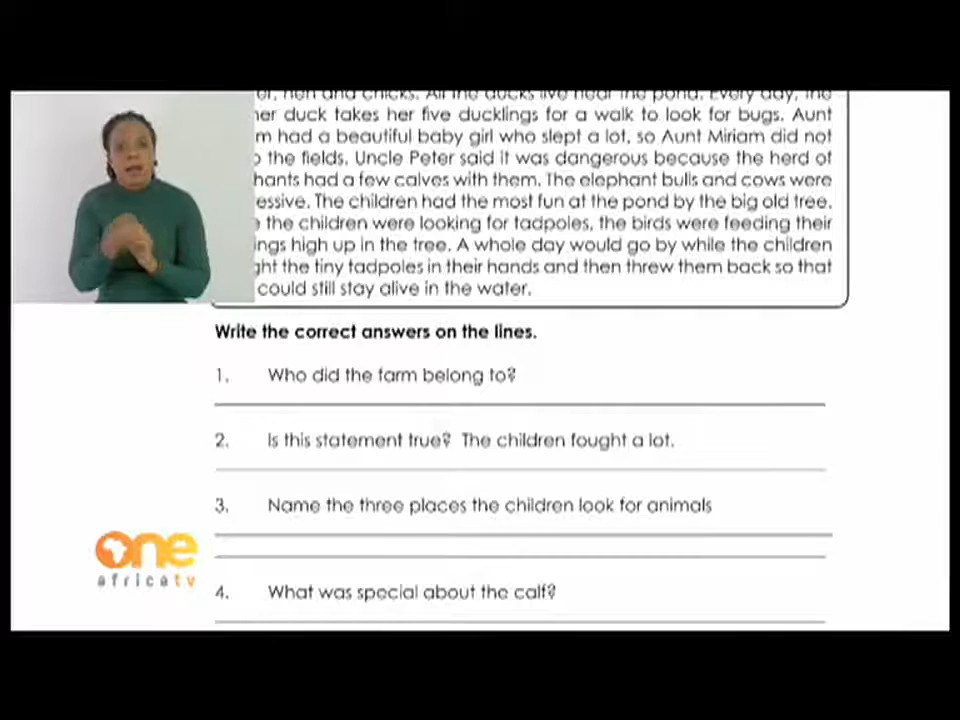 er, hen and chicks. All the ducks live near the pond. Every day, the
her duck takes her five ducklings for a walk to look for bugs. Aunt
m had a beautiful baby girl who slept a lot, so Aunt Miriam did not
o the fields. Uncle Peter said it was dangerous because the herd of
hants had a few calves with them. The elephant bulls and cows were
essive. The children had the most fun at the pond by the big old tree.
e the children were looking for tadpoles, the birds were feeding their
ings high up in the tree. A whole day would go by while the children
ght the tiny tadpoles in their hands and then threw them back so that
could still stay alive in the water.
Write the correct answers on the lines.
1. Who did the farm belong to?
2. Is this statement true? The children fought a lot.
3. Name the three places the children look for animals
4. What was special about the calf?
one
africa tv